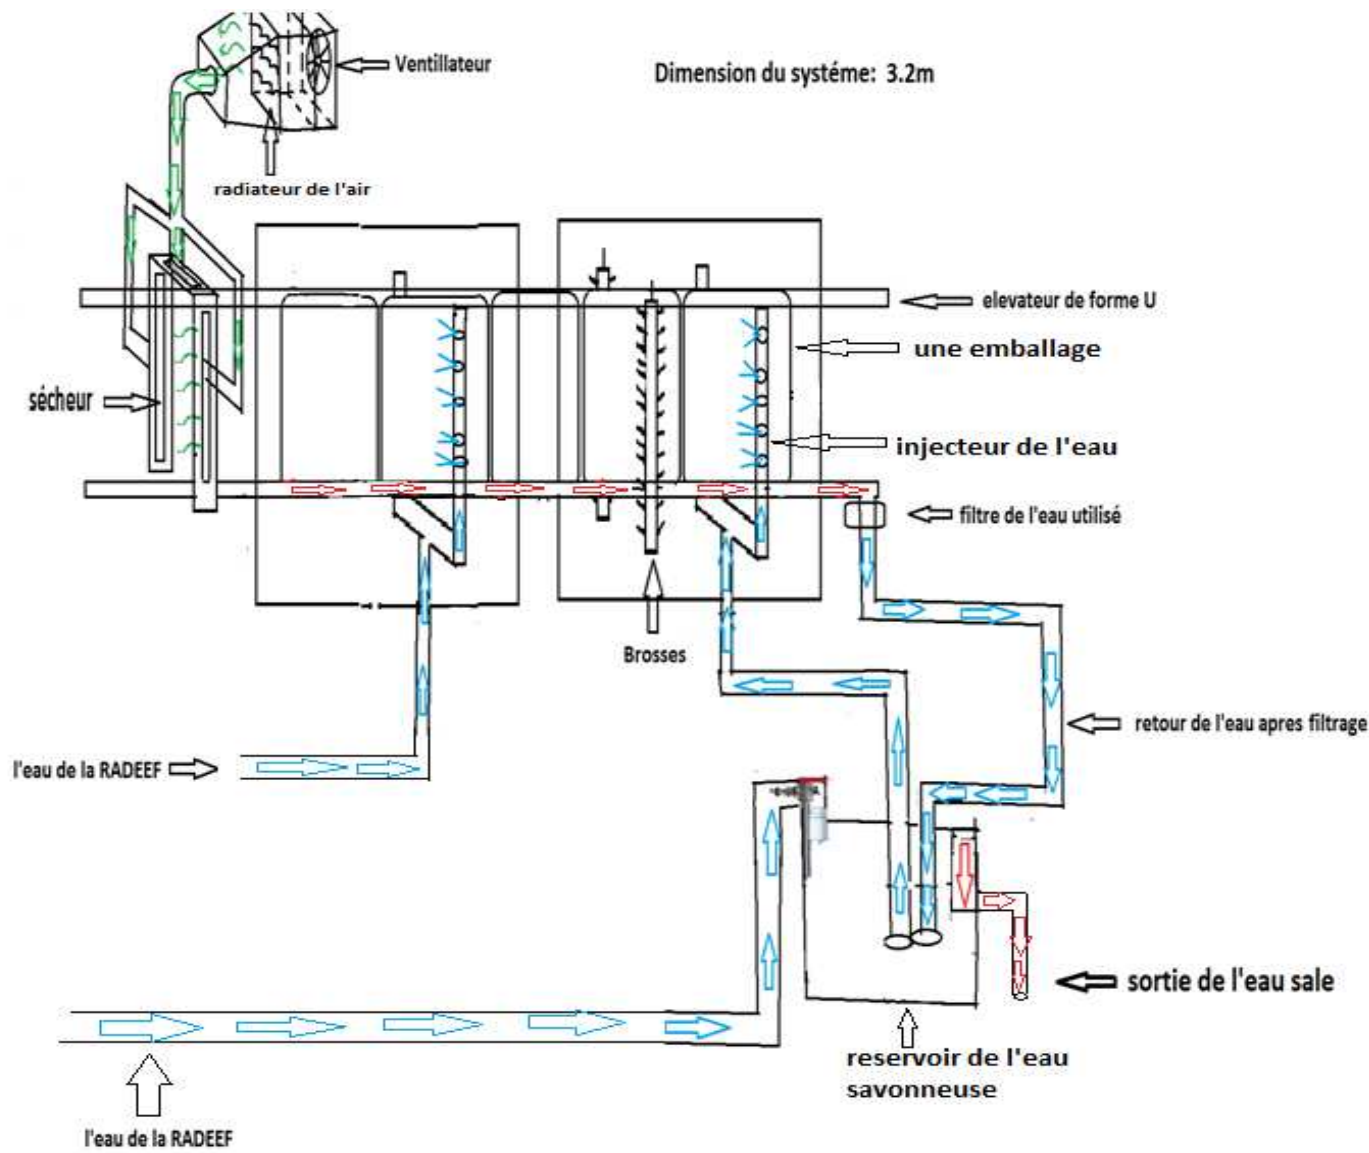 Ventillateur
Dimension du systéme: 3.2m
radiateur de l'air
elevateur de forme U
une emballage
sécheur
injecteur de l'eau
filtre de l'eau utilisé
Brosses
retour de l'eau apres filtrage
l'eau de la RADEEF
sortie de l'eau sale
reservoir de l'eau
savonneuse
l'eau de la RADEEF